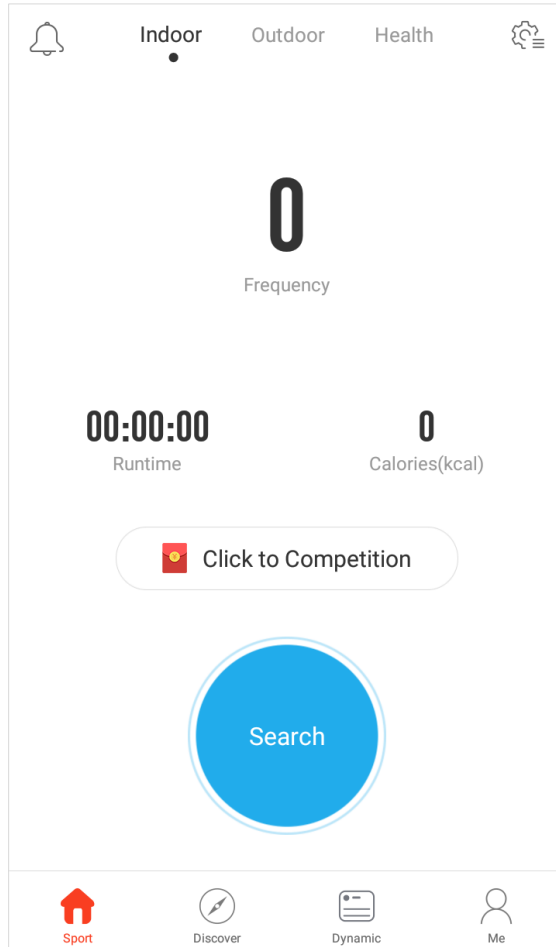 Indoor Outdoor Health
0
Frequency
00:00:00 0
Runtime Calories(kcal)
Click to Competition
Search
Sport Discover Dynamic Me